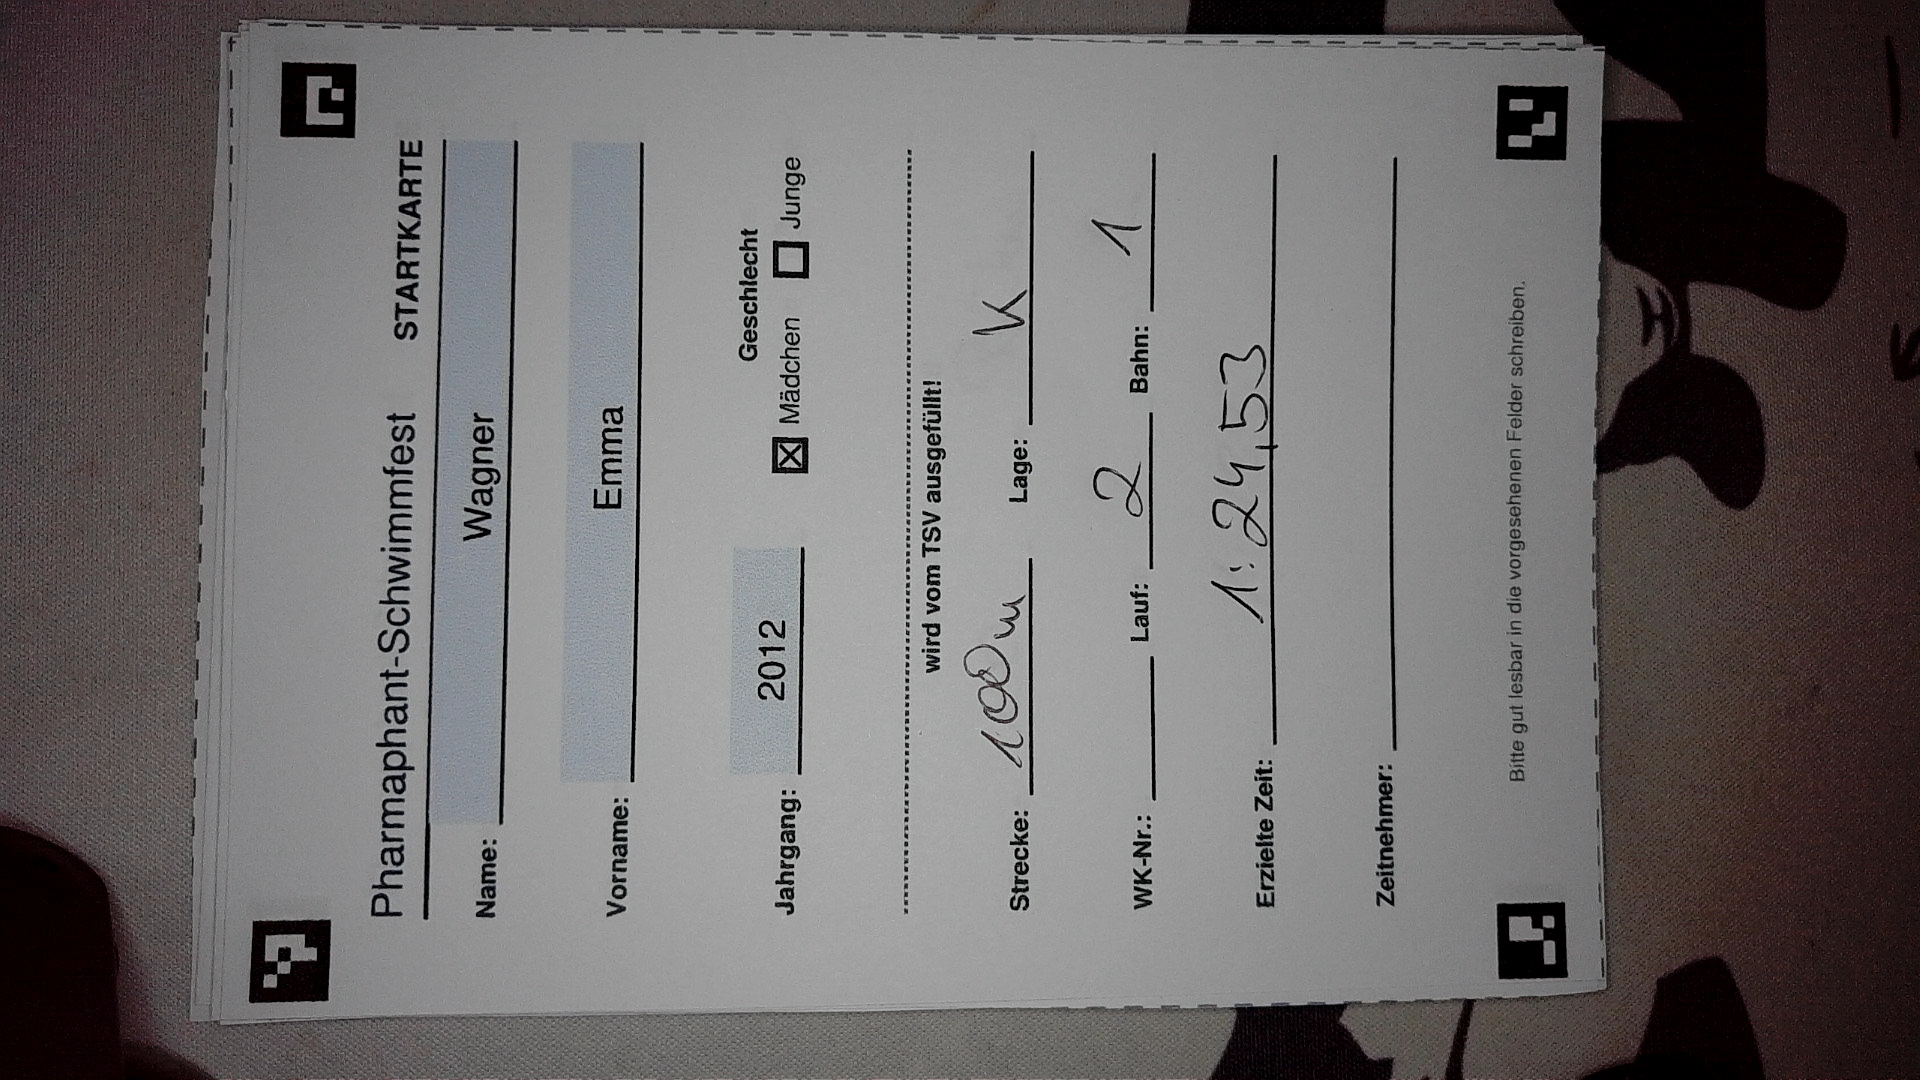 Pharmaphant-Schwimmfest STARTKARTE
Name: Wagner
Vorname: Emma
Geschlecht
Jahrgang: 2012 ☒ Mädchen ☐ Junge
wird vom TSV ausgefüllt!
Strecke: 100m Lage: K
WK-Nr.: Lauf: 2 Bahn: 1
Erzielte Zeit: 1:24,53
Zeitnehmer:
Bitte gut lesbar in die vorgesehenen Felder schreiben.